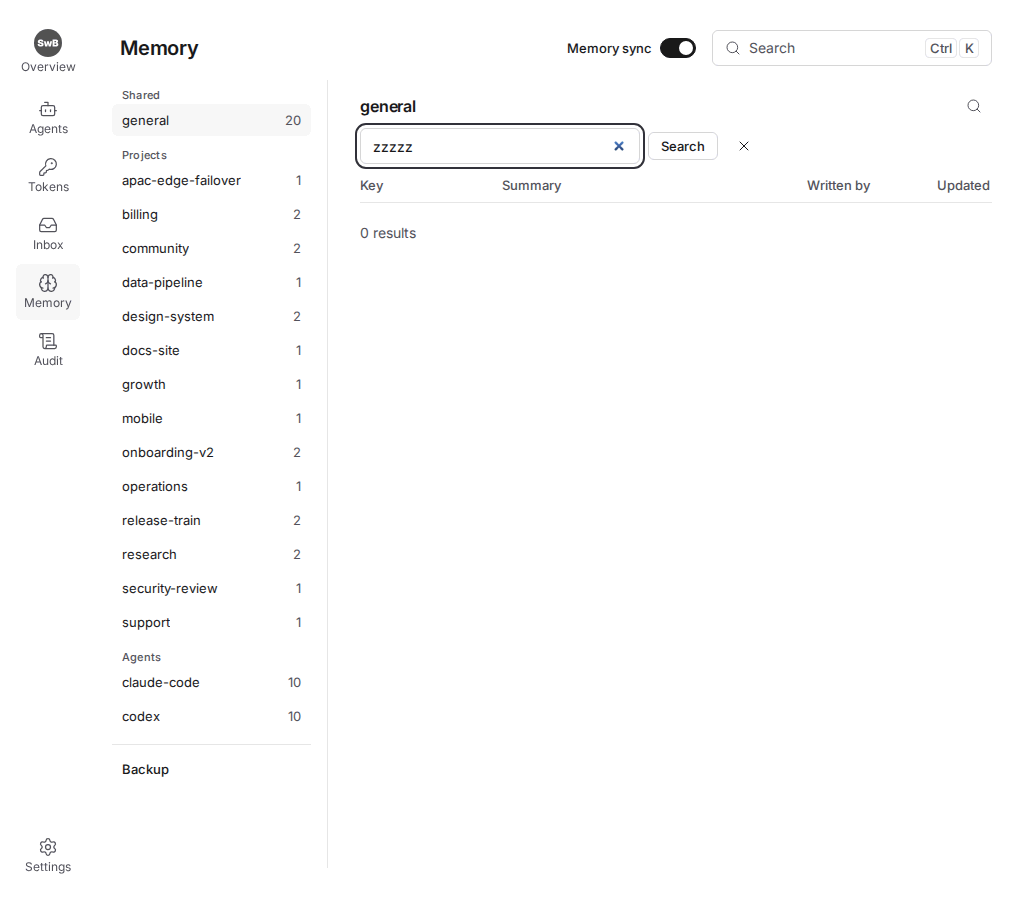 SwB
Overview
Agents
Tokens
Inbox
Memory
Audit
Settings
Memory
Memory sync
Search
Ctrl K
Shared
general 20
Projects
apac-edge-failover 1
billing 2
community 2
data-pipeline 1
design-system 2
docs-site 1
growth 1
mobile 1
onboarding-v2 2
operations 1
release-train 2
research 2
security-review 1
support 1
Agents
claude-code 10
codex 10
Backup
general
zzzzz
Search
Key Summary Written by Updated
0 results